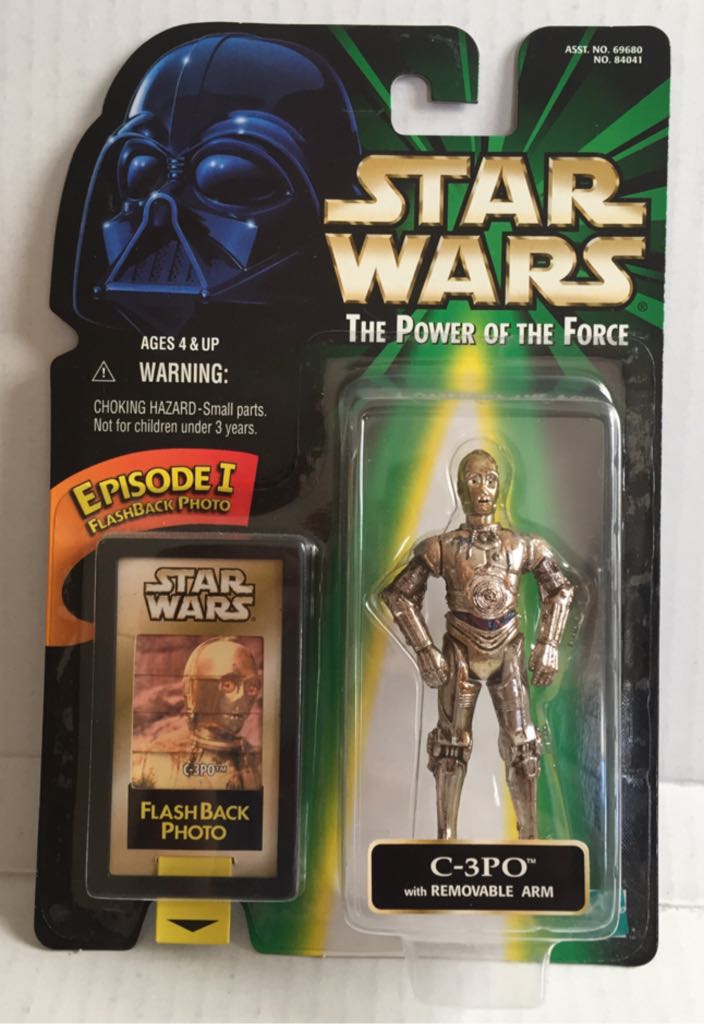 ASST. NO. 69680
NO. 84041
STAR
WARS®
THE POWER OF THE FORCE
AGES 4 & UP
⚠ WARNING:
CHOKING HAZARD-Small parts.
Not for children under 3 years.
EPISODE I
FLASHBACK PHOTO
STAR
WARS
C-3PO™
FLASHBACK
PHOTO
C-3PO™
with REMOVABLE ARM